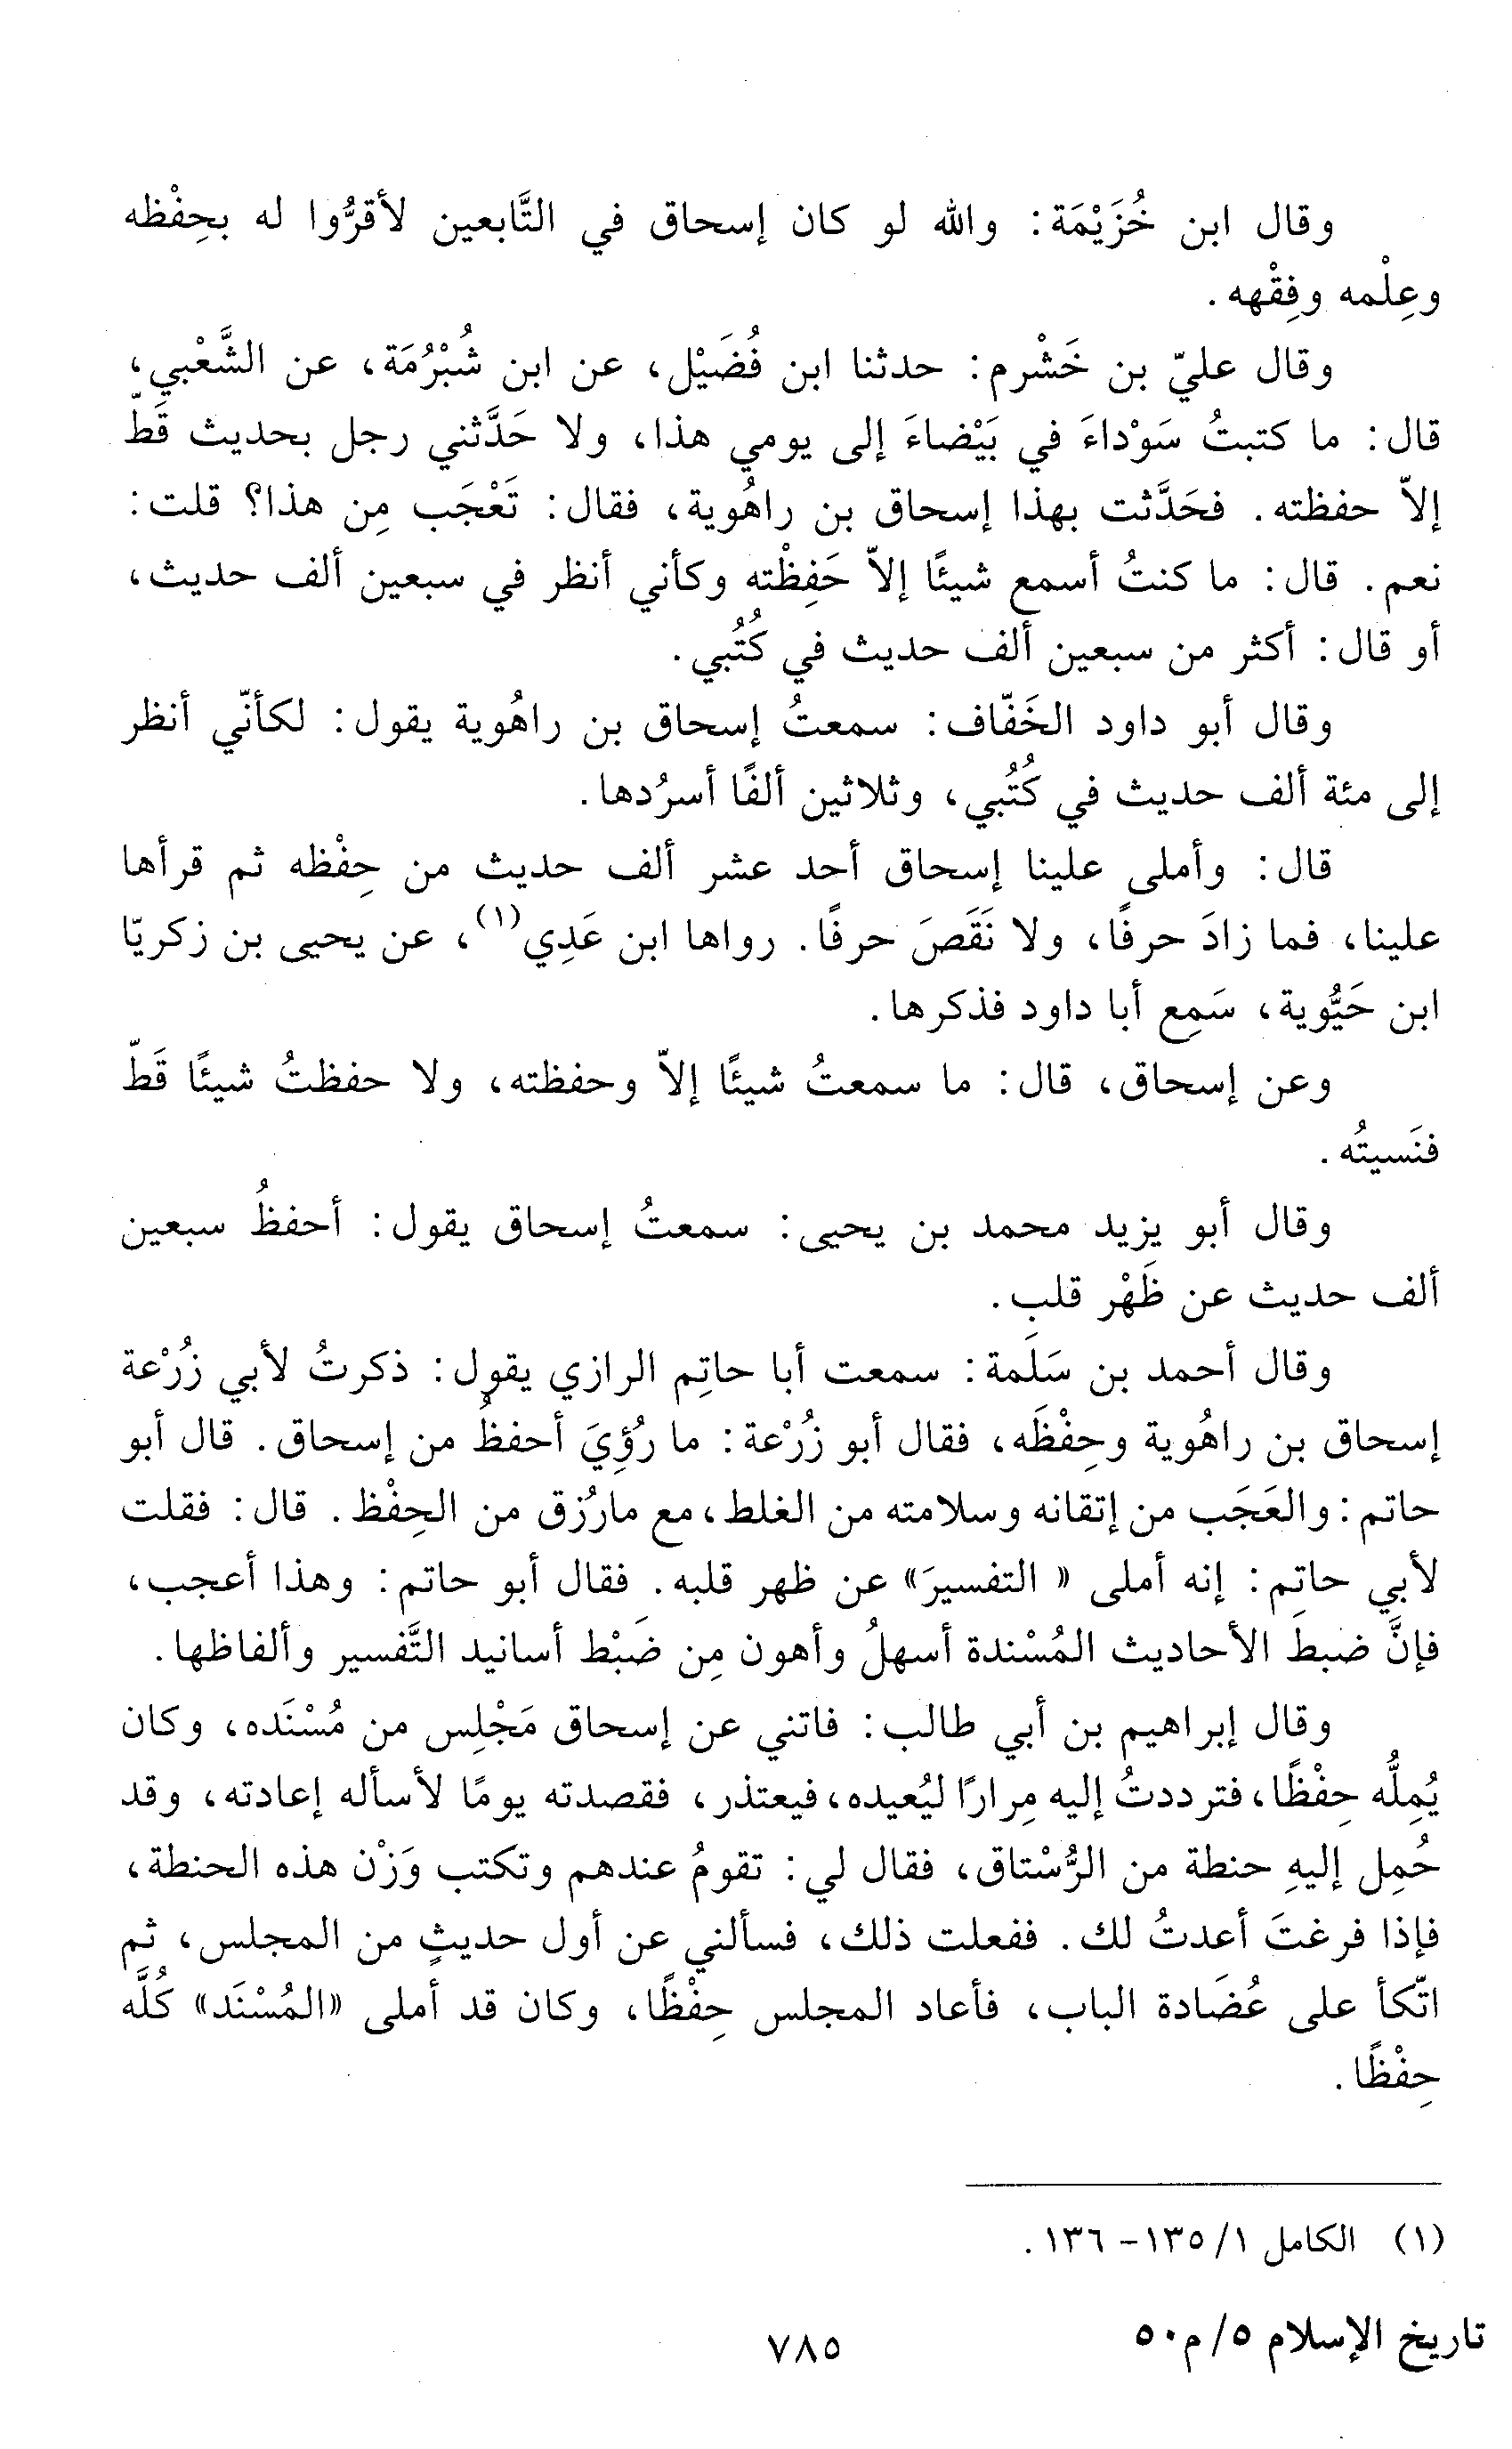 وقال ابن خُزَيْمَة: والله لو كان إسحاق في التَّابعين لأقرُّوا له بحِفْظه
وعِلْمه وفِقْهه.
وقال عليّ بن خَشْرم: حدثنا ابن فُضَيْل، عن ابن شُبْرُمَة، عن الشَّعْبي،
قال: ما كتبتُ سَوْداءَ في بَيْضاءَ إلى يومي هذا، ولا حَدَّثني رجل بحديث قَطّ
إلاّ حفظته. فحَدَّثت بهذا إسحاق بن راهُوية، فقال: تَعْجَب مِن هذا؟ قلت:
نعم. قال: ما كنتُ أسمع شيئًا إلاّ حَفِظْته وكأني أنظر في سبعين ألف حديث،
أو قال: أكثر من سبعين ألف حديث في كُتُبي.
وقال أبو داود الخَفّاف: سمعتُ إسحاق بن راهُوية يقول: لكأنّي أنظر
إلى مئة ألف حديث في كُتُبي، وثلاثين ألفًا أسرُدها.
قال: وأملى علينا إسحاق أحد عشر ألف حديث من حِفْظه ثم قرأها
علينا، فما زادَ حرفًا، ولا نَقَصَ حرفًا. رواها ابن عَدِي(١)، عن يحيى بن زكريّا
ابن حَيُّوية، سَمِع أبا داود فذكرها.
وعن إسحاق، قال: ما سمعتُ شيئًا إلاّ وحفظته، ولا حفظتُ شيئًا قَطّ
فنَسيتُه.
وقال أبو يزيد محمد بن يحيى: سمعتُ إسحاق يقول: أحفظُ سبعين
ألف حديث عن ظَهْر قلب.
وقال أحمد بن سَلَمة: سمعت أبا حاتِم الرازي يقول: ذكرتُ لأبي زُرْعة
إسحاق بن راهُوية وحِفْظَه، فقال أبو زُرْعة: ما رُؤِيَ أحفظُ من إسحاق. قال أبو
حاتم: والعَجَب من إتقانه وسلامته من الغلط، مع مارُزق من الحِفْظ. قال: فقلت
لأبي حاتِم: إنه أملى « التفسيرَ» عن ظهر قلبه. فقال أبو حاتم: وهذا أعجب،
فإنَّ ضبطَ الأحاديث المُسْندة أسهلُ وأهون مِن ضَبْط أسانيد التَّفسير وألفاظها.
وقال إبراهيم بن أبي طالب: فاتني عن إسحاق مَجْلِس من مُسْنَده، وكان
يُمِلُّه حِفْظًا، فترددتُ إليه مِرارًا ليُعيده، فيعتذر، فقصدته يومًا لأسأله إعادته، وقد
حُمِل إليهِ حنطة من الرُّسْتاق، فقال لي: تقومُ عندهم وتكتب وَزْن هذه الحنطة،
فإذا فرغتَ أعدتُ لك. ففعلت ذلك، فسألني عن أول حديثٍ من المجلس، ثم
اتّكأ على عُضَادة الباب، فأعاد المجلس حِفْظًا، وكان قد أملى «المُسْنَد» كُلَّه
حِفْظًا.
(١) الكامل ١/ ١٣٥- ١٣٦.
تاريخ الإسلام ٥/ م٥٠
٧٨٥